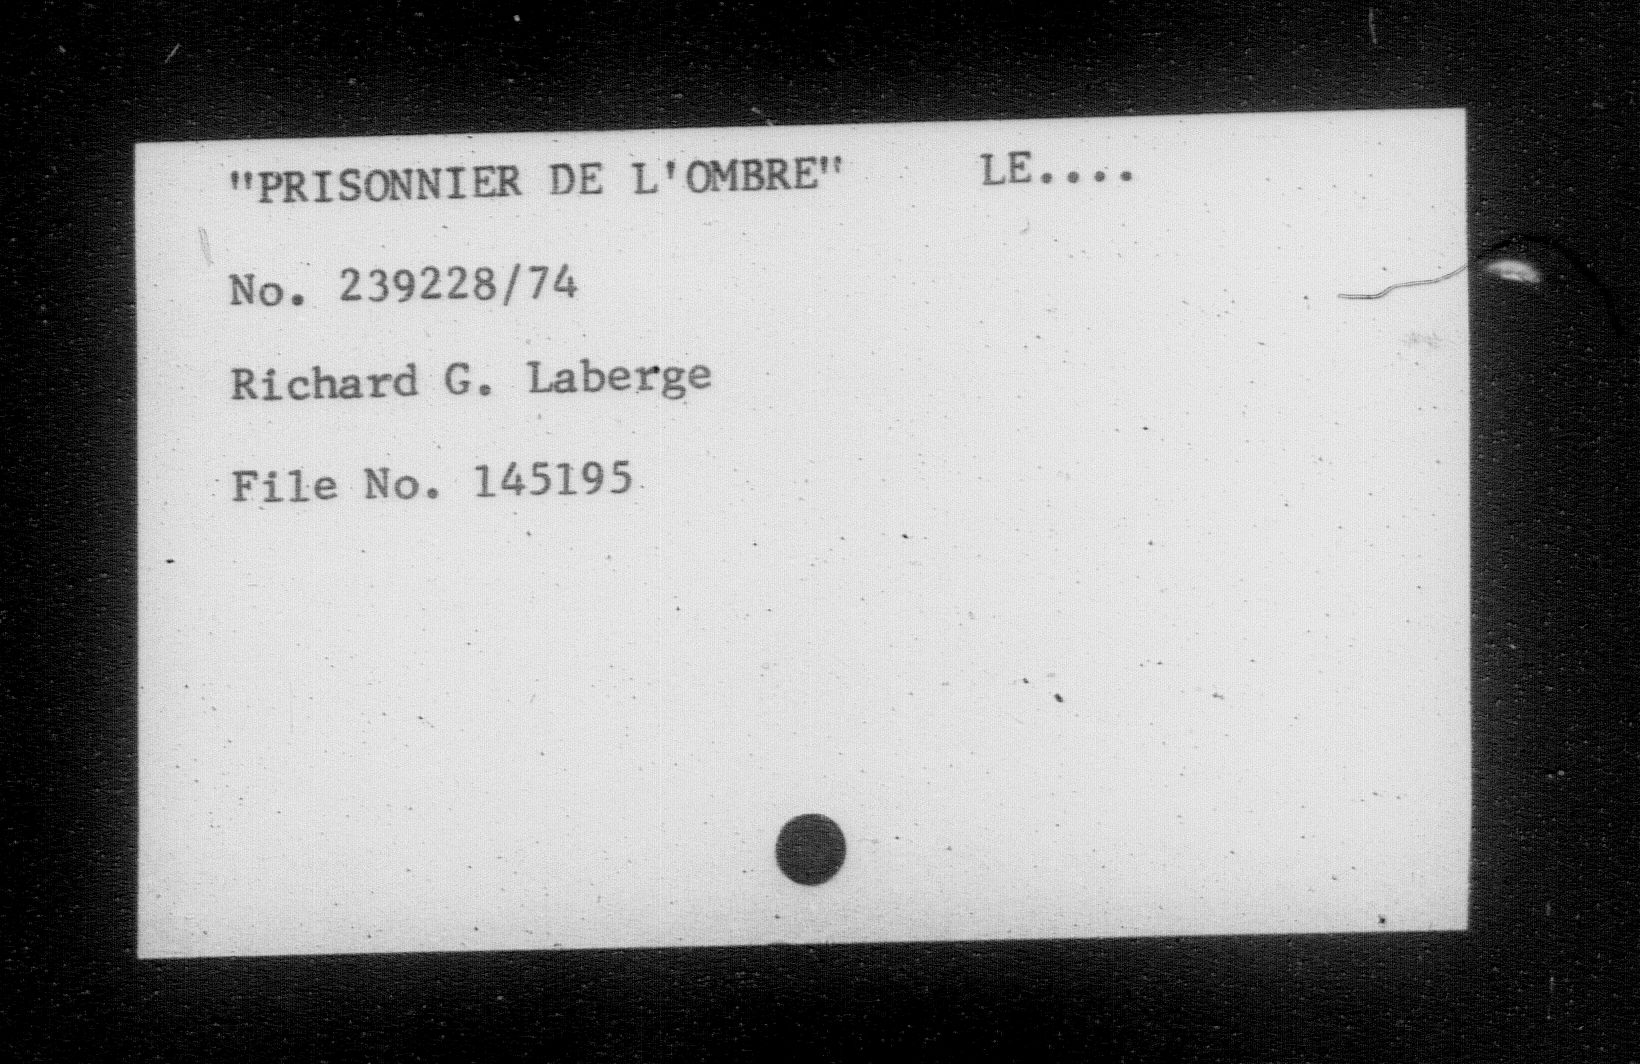 "PRISONNIER DE L'OMBRE" LE....
No. 239228/74
Richard G. Laberge
File No. 145195